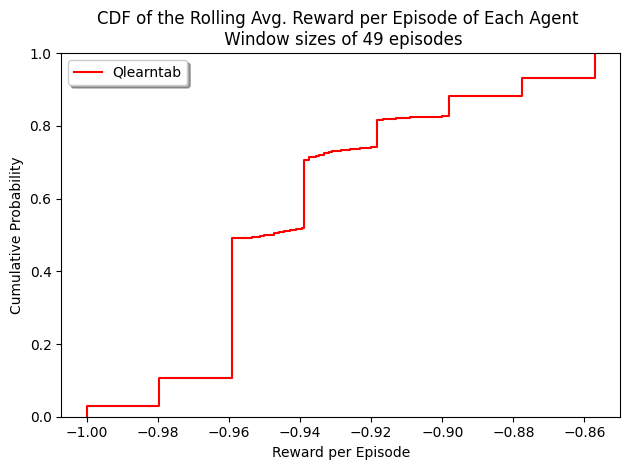 CDF of the Rolling Avg. Reward per Episode of Each Agent
Window sizes of 49 episodes
Qlearntab
Cumulative Probability
1.0
0.8
0.6
0.4
0.2
0.0
−1.00 −0.98 −0.96 −0.94 −0.92 −0.90 −0.88 −0.86
Reward per Episode